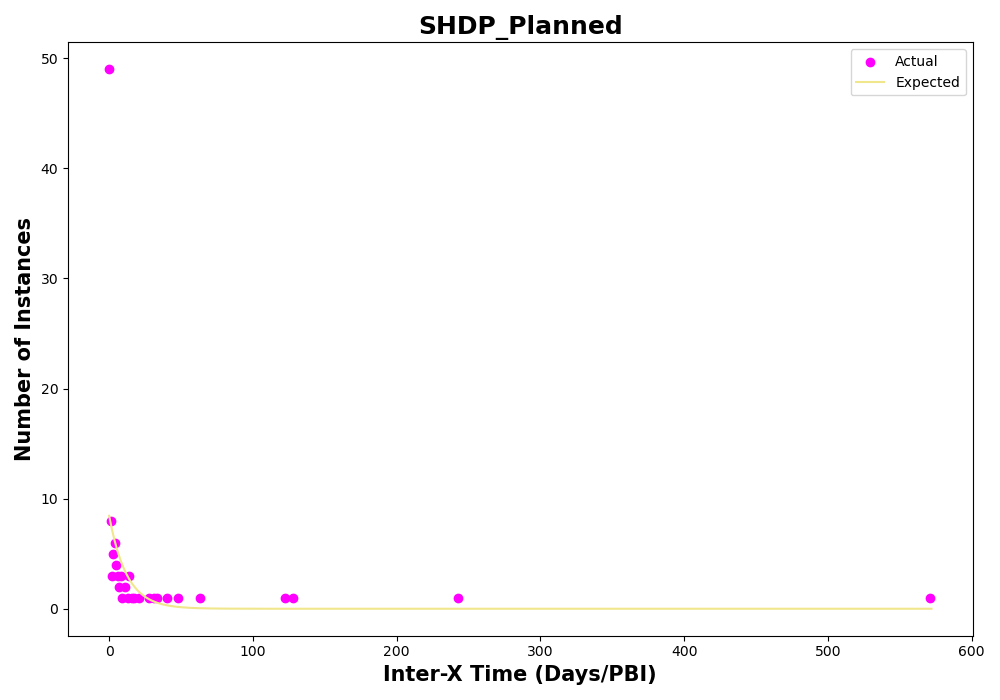 SHDP_Planned
Actual
Expected
Number of Instances
50
40
30
20
10
0
0 100 200 300 400 500 600
Inter-X Time (Days/PBI)